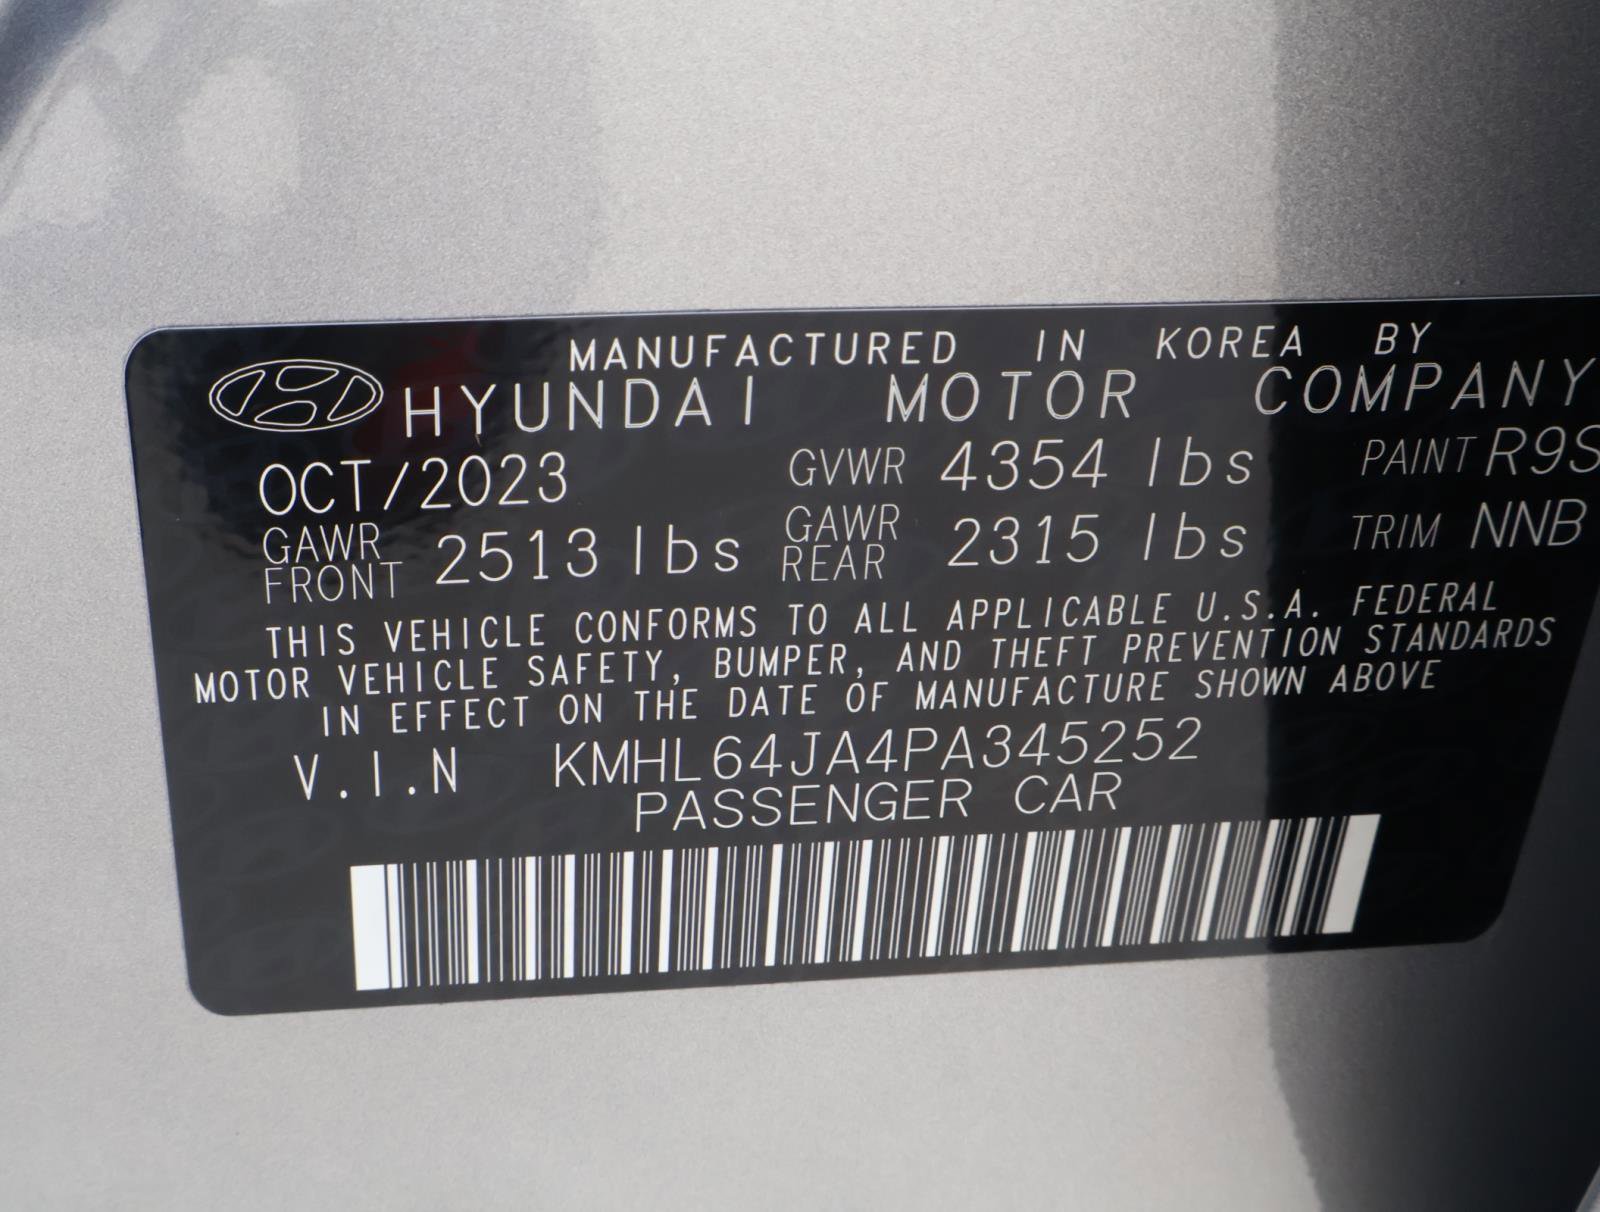 MANUFACTURED IN KOREA BY
HYUNDAI MOTOR COMPANY
OCT/2023 GVWR 4354 lbs PAINT R9S
GAWR FRONT 2513 lbs GAWR REAR 2315 lbs TRIM NNB
THIS VEHICLE CONFORMS TO ALL APPLICABLE U.S.A. FEDERAL
MOTOR VEHICLE SAFETY, BUMPER, AND THEFT PREVENTION STANDARDS
IN EFFECT ON THE DATE OF MANUFACTURE SHOWN ABOVE
V.I.N KMHL64JA4PA345252
PASSENGER CAR